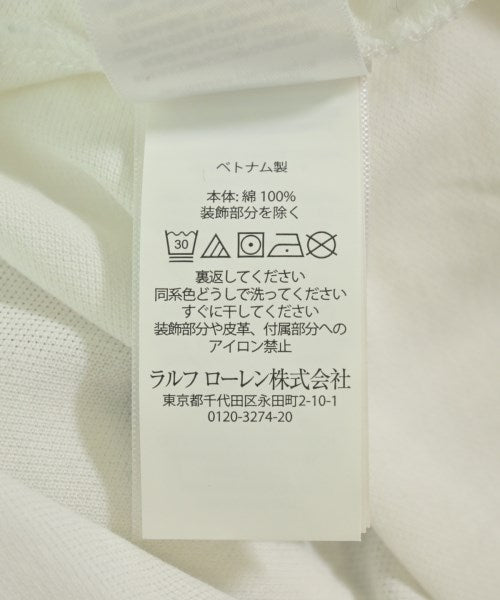 ベトナム製
本体: 綿 100%
装飾部分を除く
30
裏返してください
同系色どうしで洗ってください
すぐに干してください
装飾部分や皮革、付属部分への
アイロン禁止
ラルフ ローレン株式会社
東京都千代田区永田町2-10-1
0120-3274-20